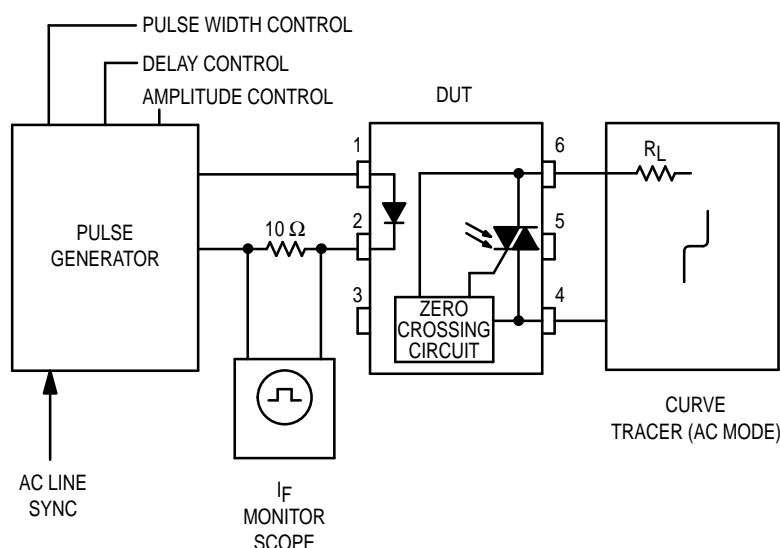 PULSE WIDTH CONTROL
DELAY CONTROL
AMPLITUDE CONTROL
PULSE
GENERATOR
AC LINE
SYNC
10 Ω
IF
MONITOR
SCOPE
DUT
1
2
3
6
5
4
ZERO
CROSSING
CIRCUIT
RL
CURVE
TRACER (AC MODE)